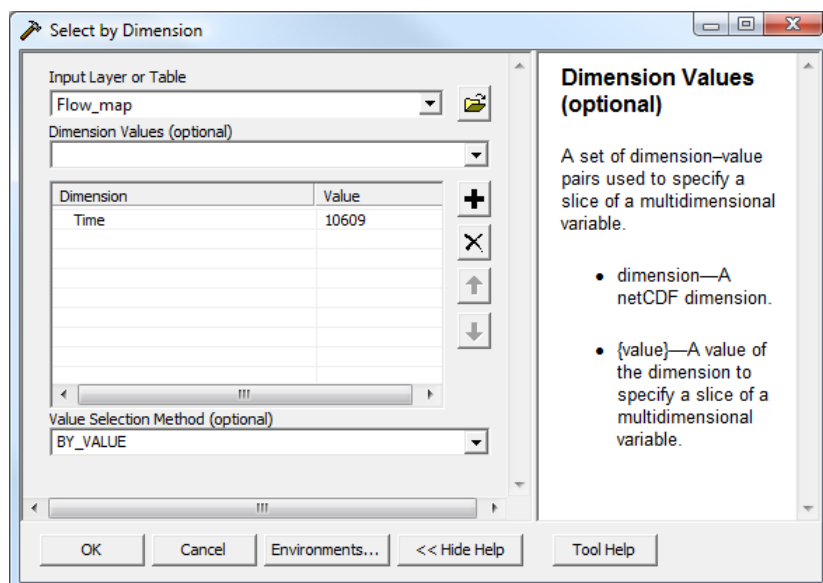 Select by Dimension
Input Layer or Table
Flow_map
Dimension Values (optional)
Dimension Value
Time 10609
Value Selection Method (optional)
BY_VALUE
OK Cancel Environments... << Hide Help Tool Help
Dimension Values
(optional)
A set of dimension–value
pairs used to specify a
slice of a multidimensional
variable.
• dimension—A
netCDF dimension.
• {value}—A value of
the dimension to
specify a slice of a
multidimensional
variable.